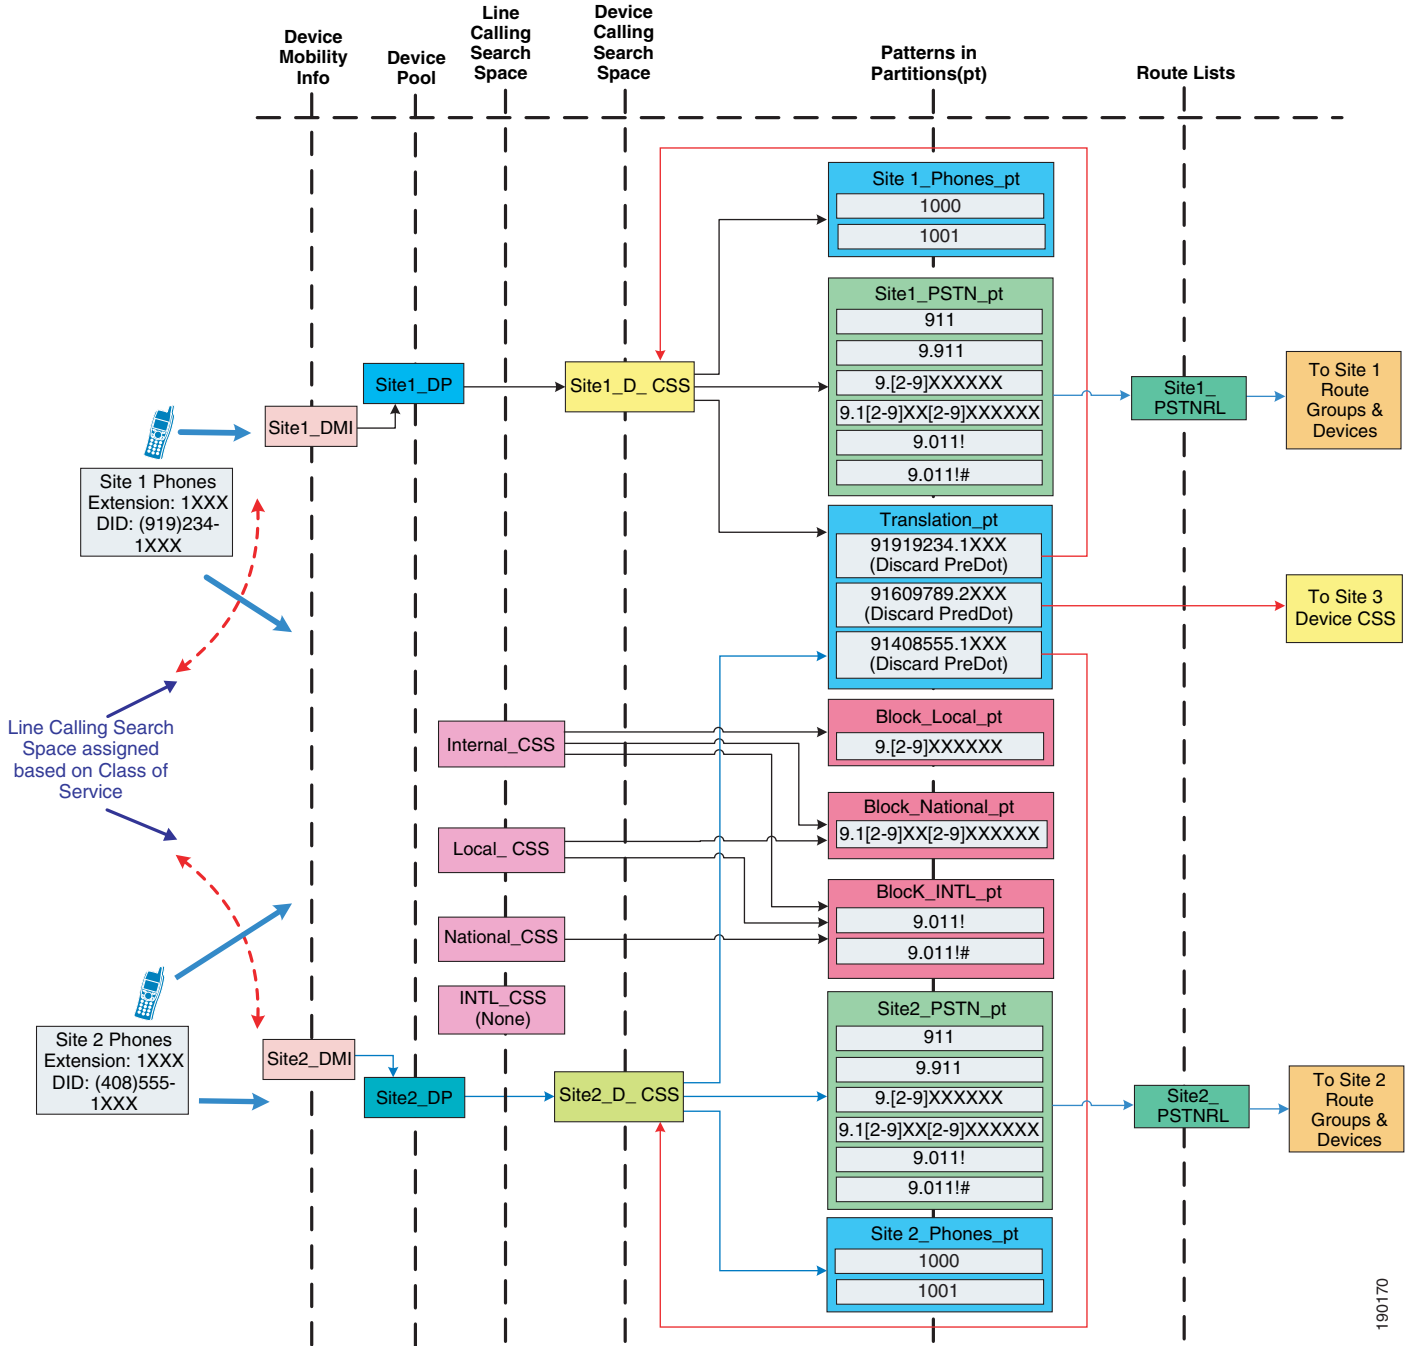 Device
Mobility
Info
Device
Pool
Line
Calling
Search
Space
Device
Calling
Search
Space
Patterns in
Partitions(pt)
Route Lists
Site 1_Phones_pt
1000
1001
Site1_PSTN_pt
911
9.911
9.[2-9]XXXXXX
9.1[2-9]XX[2-9]XXXXXX
9.011!
9.011!#
Site1_DMI
Site1_DP
Site1_D_ CSS
Site1_
PSTNRL
To Site 1
Route
Groups &
Devices
Site 1 Phones
Extension: 1XXX
DID: (919)234-
1XXX
Translation_pt
91919234.1XXX
(Discard PreDot)
91609789.2XXX
(Discard PredDot)
91408555.1XXX
(Discard PreDot)
To Site 3
Device CSS
Line Calling Search
Space assigned
based on Class of
Service
Internal_CSS
Local_ CSS
National_CSS
INTL_CSS
(None)
Block_Local_pt
9.[2-9]XXXXXX
Block_National_pt
9.1[2-9]XX[2-9]XXXXXX
BlocK_INTL_pt
9.011!
9.011!#
Site 2 Phones
Extension: 1XXX
DID: (408)555-
1XXX
Site2_DMI
Site2_DP
Site2_D_ CSS
Site2_PSTN_pt
911
9.911
9.[2-9]XXXXXX
9.1[2-9]XX[2-9]XXXXXX
9.011!
9.011!#
Site2_
PSTNRL
To Site 2
Route
Groups &
Devices
Site 2_Phones_pt
1000
1001
190170